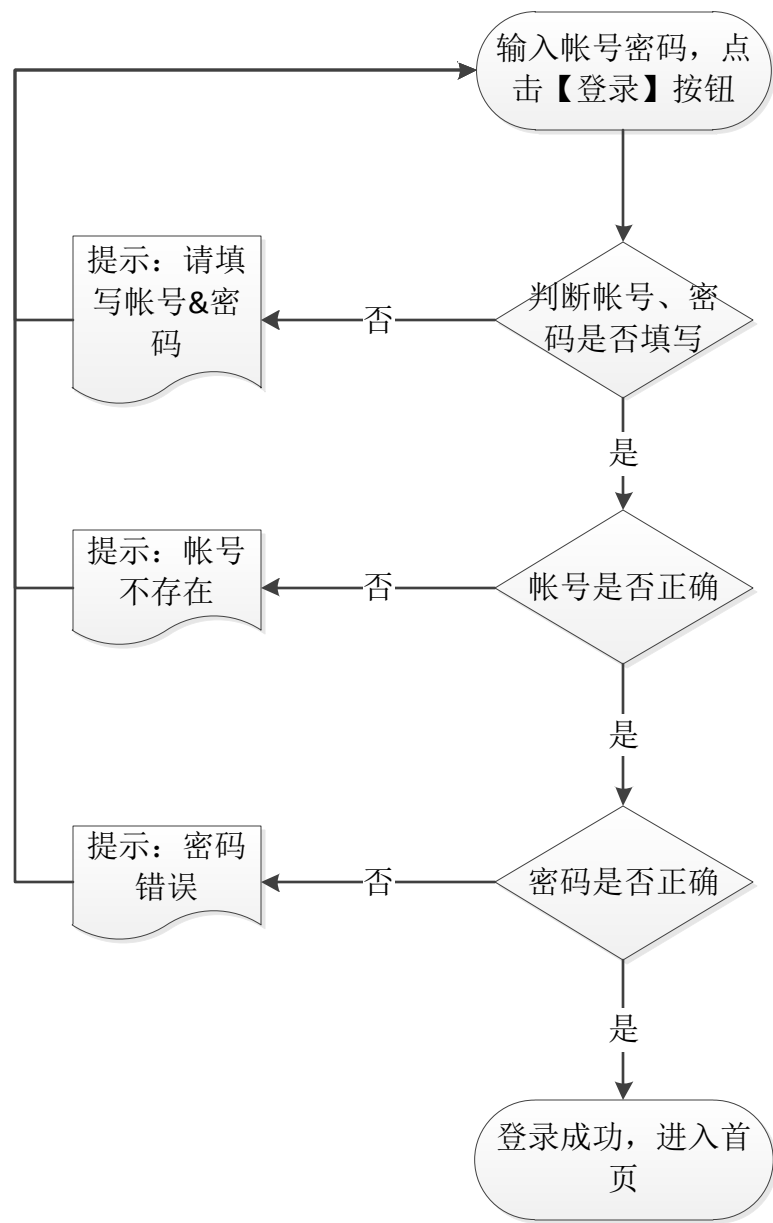 输入帐号密码，点
击【登录】按钮
提示：请填
写帐号&密
码
否
判断帐号、密
码是否填写
是
提示：帐号
不存在
否
帐号是否正确
是
提示：密码
错误
否
密码是否正确
是
登录成功，进入首
页